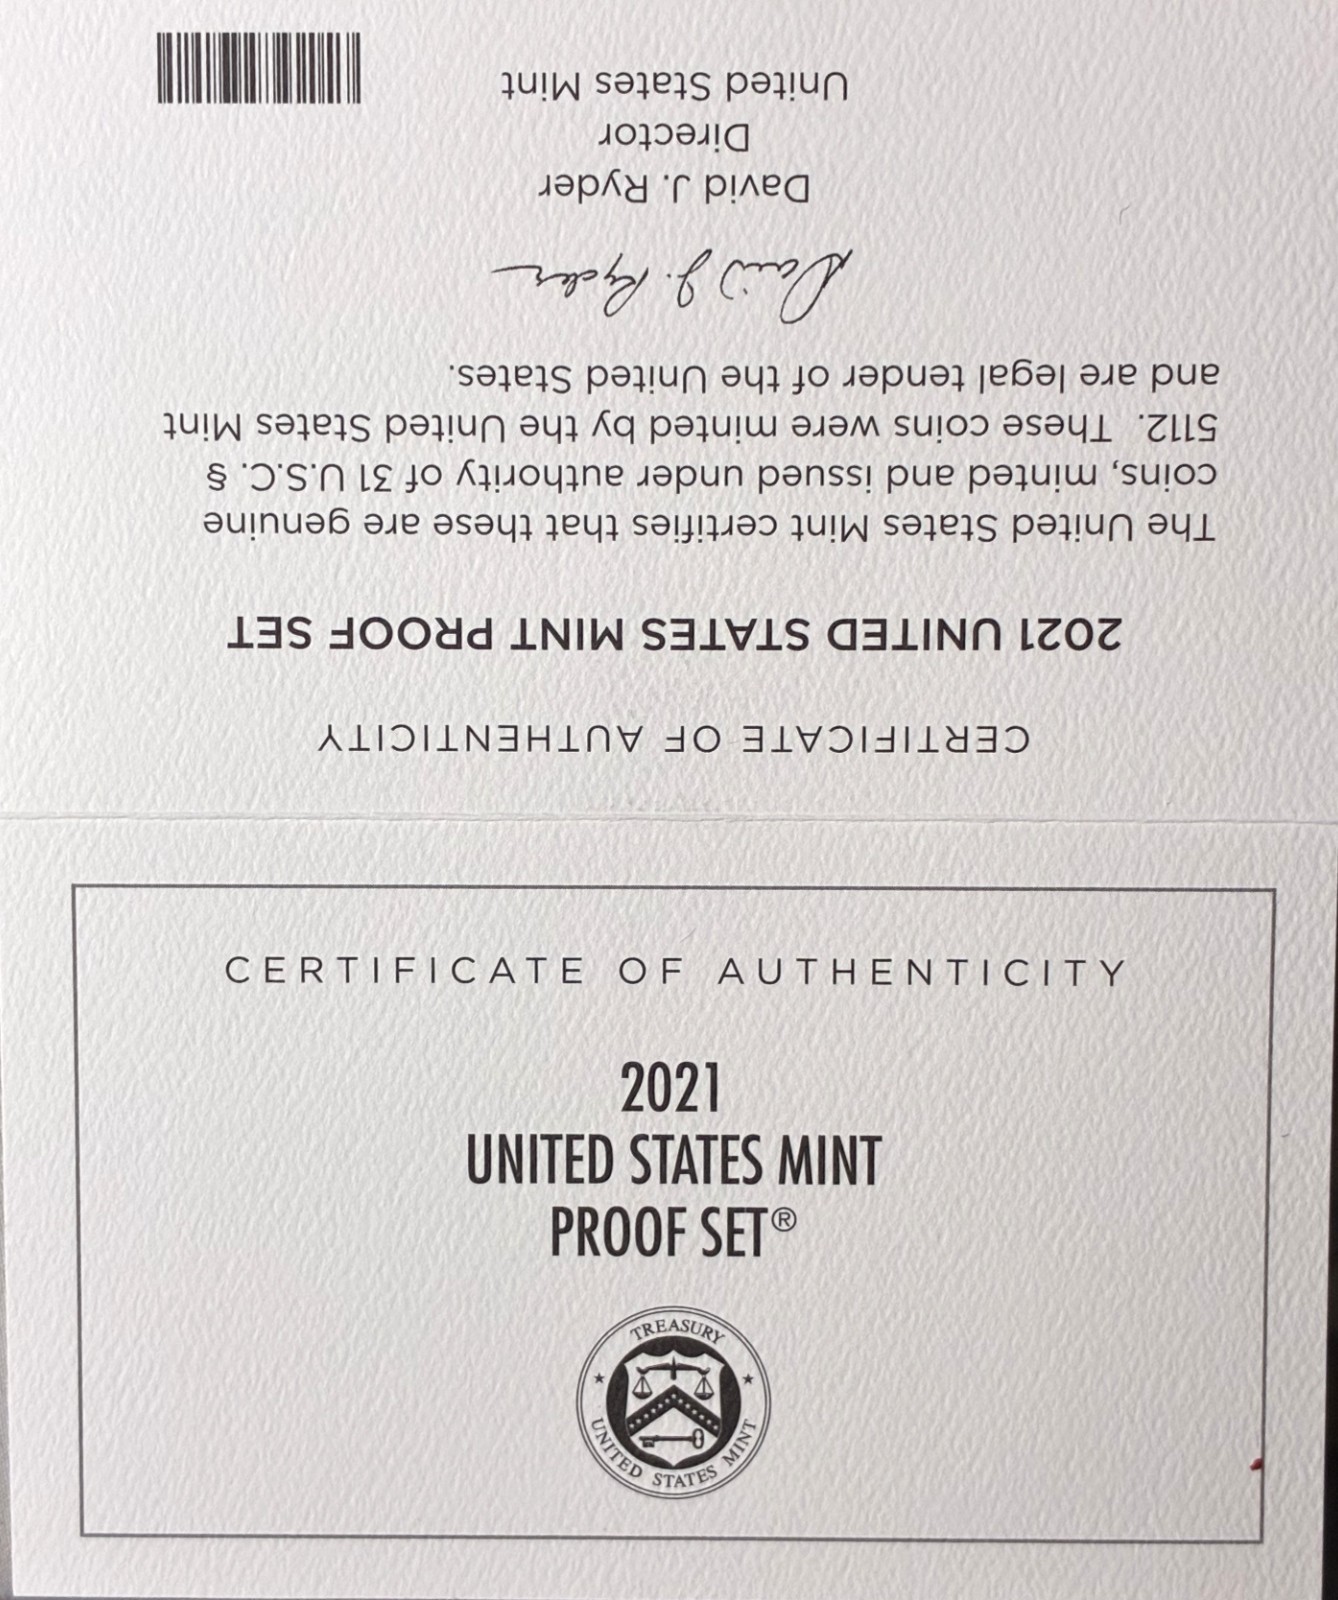 CERTIFICATE OF AUTHENTICITY
2021 UNITED STATES MINT PROOF SET
The United States Mint certifies that these are genuine
coins, minted and issued under authority of 31 U.S.C. §
5112. These coins were minted by the United States Mint
and are legal tender of the United States.
David J. Ryder
David J. Ryder
Director
United States Mint
CERTIFICATE OF AUTHENTICITY
2021
UNITED STATES MINT
PROOF SET®
TREASURY
UNITED STATES MINT